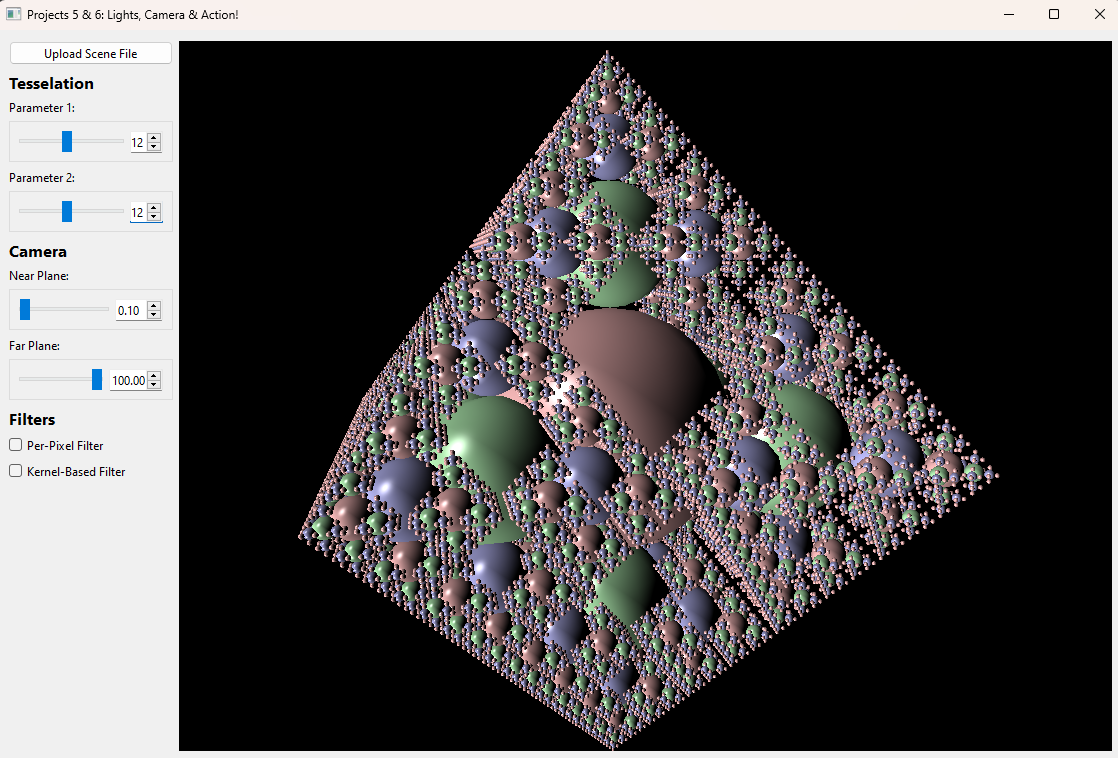 Projects 5 & 6: Lights, Camera & Action!
Upload Scene File
Tesselation
Parameter 1:
12
Parameter 2:
12
Camera
Near Plane:
0.10
Far Plane:
100.00
Filters
Per-Pixel Filter
Kernel-Based Filter